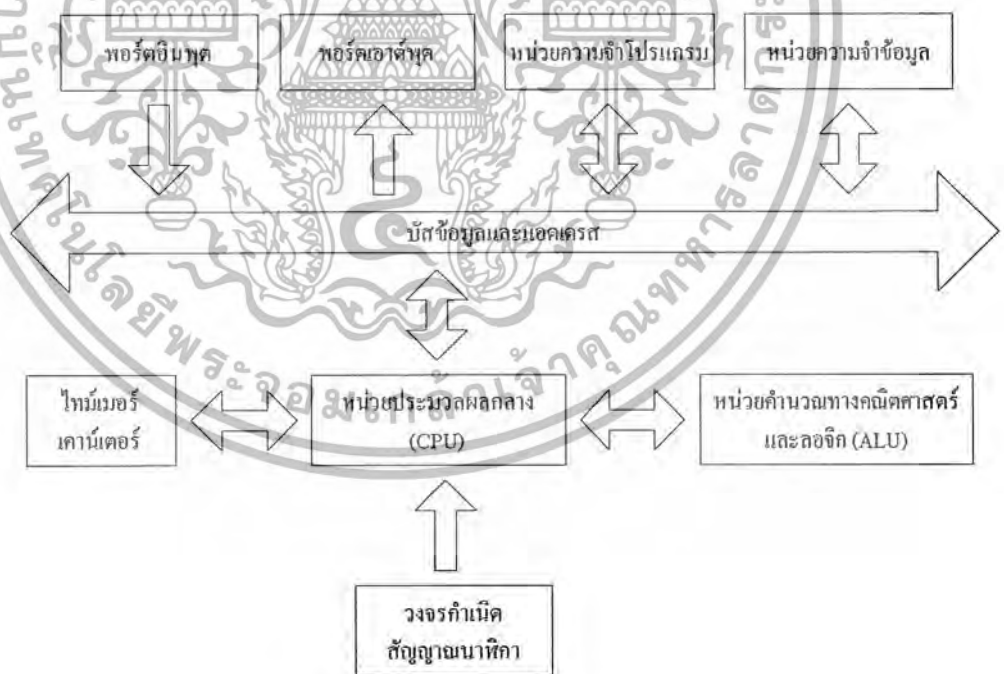 พอร์ตอินพุต
พอร์ตเอาต์พุต
หน่วยความจำโปรแกรม
หน่วยความจำข้อมูล
บัสข้อมูลและแอดเดรส
ไทม์เมอร์
เคาน์เตอร์
หน่วยประมวลผลกลาง
(CPU)
หน่วยคำนวณทางคณิตศาสตร์
และลอจิก (ALU)
วงจรกำเนิด
สัญญาณนาฬิกา